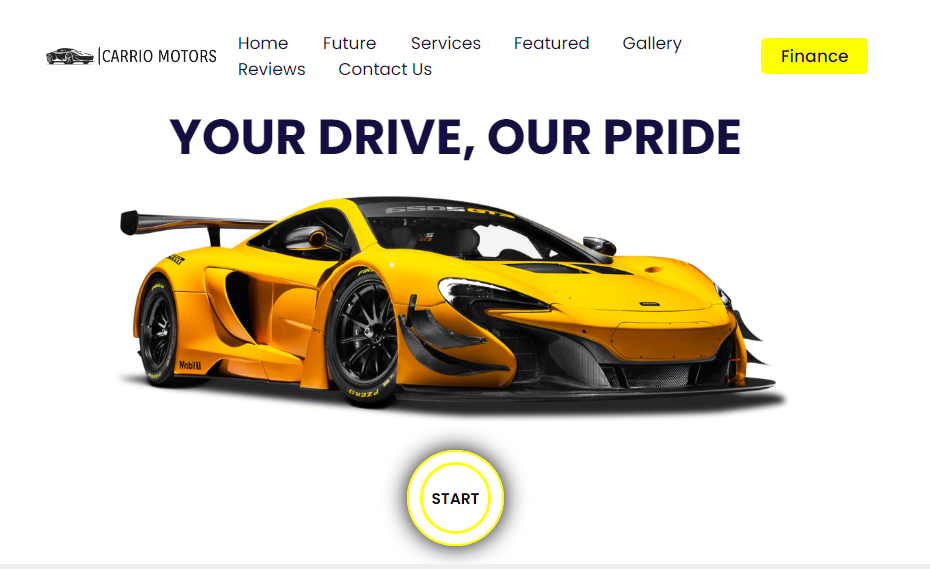 |CARRIO MOTORS
Home Future Services Featured Gallery
Reviews Contact Us
Finance
YOUR DRIVE, OUR PRIDE
650S GT3
Mobil 1
PZERO
START